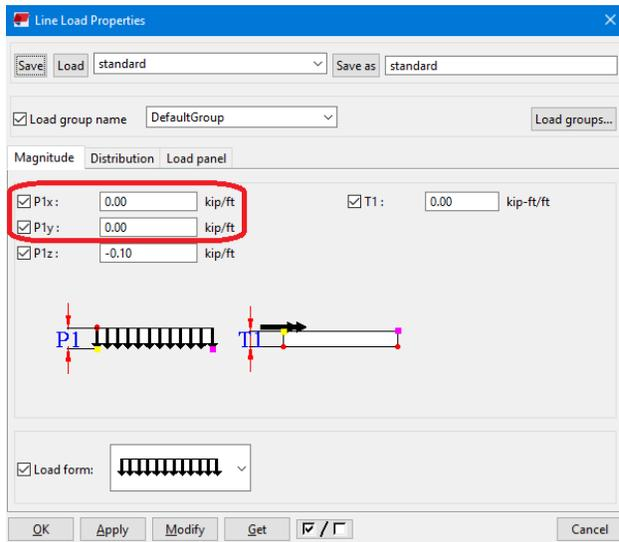 Line Load Properties
Save Load standard Save as standard
Load group name DefaultGroup Load groups...
Magnitude Distribution Load panel
P1x: 0.00 kip/ft T1: 0.00 kip-ft/ft
P1y: 0.00 kip/ft
P1z: -0.10 kip/ft
P1 T1
Load form:
OK Apply Modify Get / Cancel